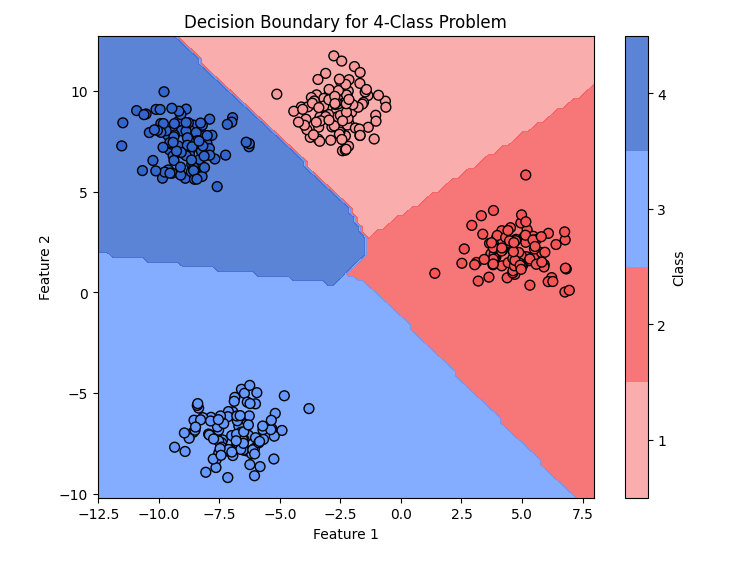 Decision Boundary for 4-Class Problem
10
5
0
−5
−10
Feature 2
−12.5 −10.0 −7.5 −5.0 −2.5 0.0 2.5 5.0 7.5
Feature 1
4
3
2
1
Class